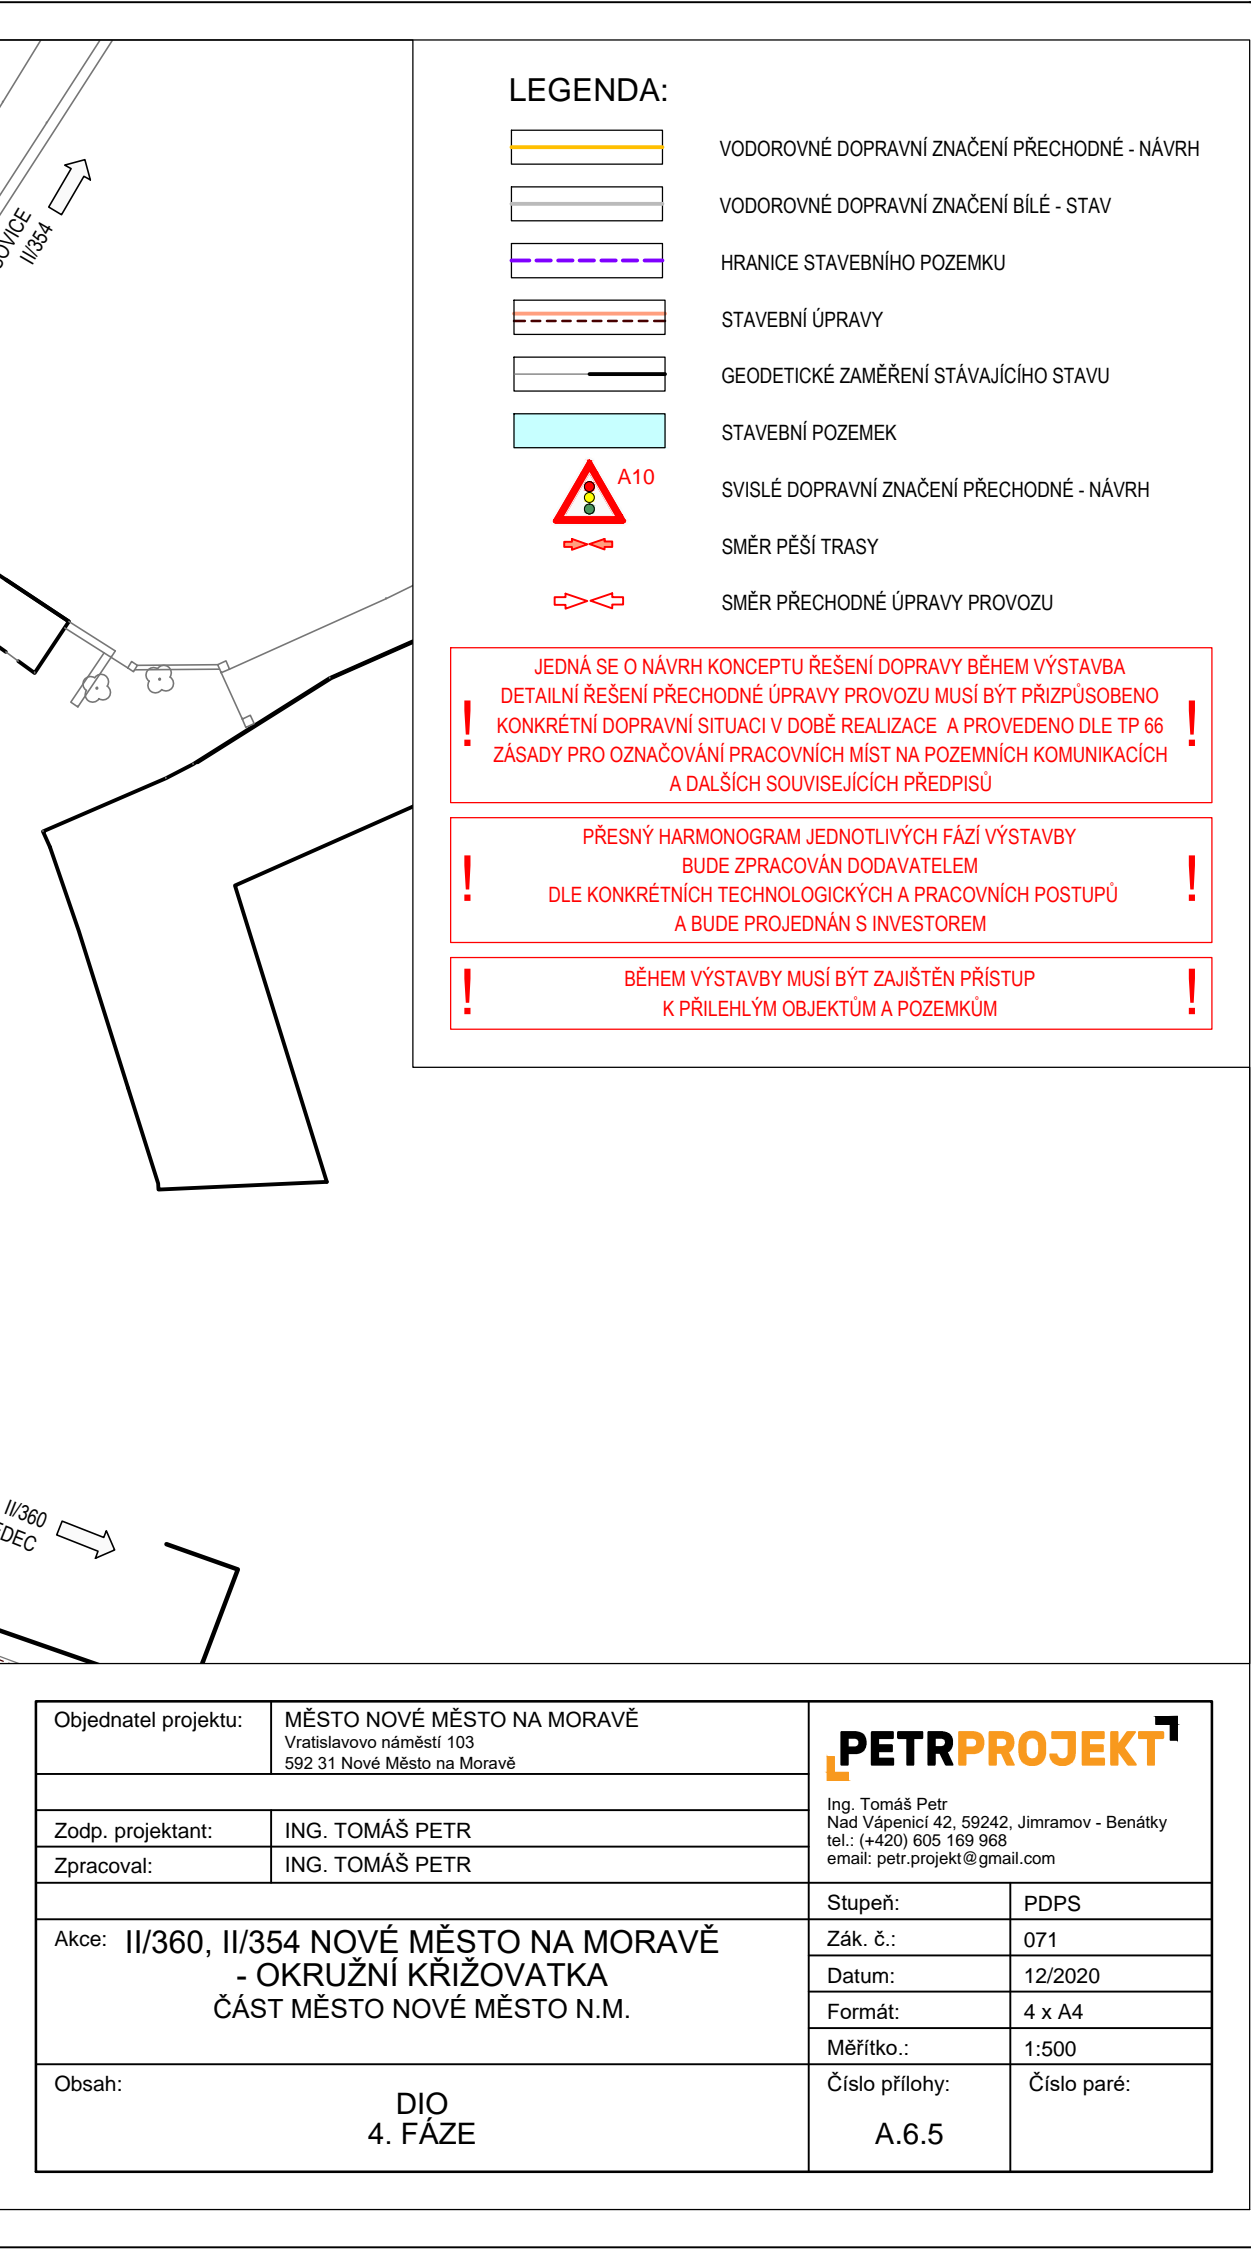 LEGENDA:
VODOROVNÉ DOPRAVNÍ ZNAČENÍ PŘECHODNÉ - NÁVRH
VODOROVNÉ DOPRAVNÍ ZNAČENÍ BÍLÉ - STAV
HRANICE STAVEBNÍHO POZEMKU
STAVEBNÍ ÚPRAVY
GEODETICKÉ ZAMĚŘENÍ STÁVAJÍCÍHO STAVU
STAVEBNÍ POZEMEK
A10
SVISLÉ DOPRAVNÍ ZNAČENÍ PŘECHODNÉ - NÁVRH
SMĚR PĚŠÍ TRASY
SMĚR PŘECHODNÉ ÚPRAVY PROVOZU
II/354
! JEDNÁ SE O NÁVRH KONCEPTU ŘEŠENÍ DOPRAVY BĚHEM VÝSTAVBA !
DETAILNÍ ŘEŠENÍ PŘECHODNÉ ÚPRAVY PROVOZU MUSÍ BÝT PŘIZPŮSOBENO
KONKRÉTNÍ DOPRAVNÍ SITUACI V DOBĚ REALIZACE A PROVEDENO DLE TP 66
ZÁSADY PRO OZNAČOVÁNÍ PRACOVNÍCH MÍST NA POZEMNÍCH KOMUNIKACÍCH
A DALŠÍCH SOUVISEJÍCÍCH PŘEDPISŮ
! PŘESNÝ HARMONOGRAM JEDNOTLIVÝCH FÁZÍ VÝSTAVBY !
BUDE ZPRACOVÁN DODAVATELEM
DLE KONKRÉTNÍCH TECHNOLOGICKÝCH A PRACOVNÍCH POSTUPŮ
A BUDE PROJEDNÁN S INVESTOREM
! BĚHEM VÝSTAVBY MUSÍ BÝT ZAJIŠTĚN PŘÍSTUP !
K PŘILEHLÝM OBJEKTŮM A POZEMKŮM
II/360
Objednatel projektu:
MĚSTO NOVÉ MĚSTO NA MORAVĚ
Vratislavovo náměstí 103
592 31 Nové Město na Moravě
Zodp. projektant:
ING. TOMÁŠ PETR
Zpracoval:
ING. TOMÁŠ PETR
PETRPROJEKT
Ing. Tomáš Petr
Nad Vápenicí 42, 59242, Jimramov - Benátky
tel.: (+420) 605 169 968
email: petr.projekt@gmail.com
Akce: II/360, II/354 NOVÉ MĚSTO NA MORAVĚ
- OKRUŽNÍ KŘIŽOVATKA
ČÁST MĚSTO NOVÉ MĚSTO N.M.
Stupeň: PDPS
Zák. č.: 071
Datum: 12/2020
Formát: 4 x A4
Měřítko.: 1:500
Obsah:
DIO
4. FÁZE
Číslo přílohy:
A.6.5
Číslo paré: